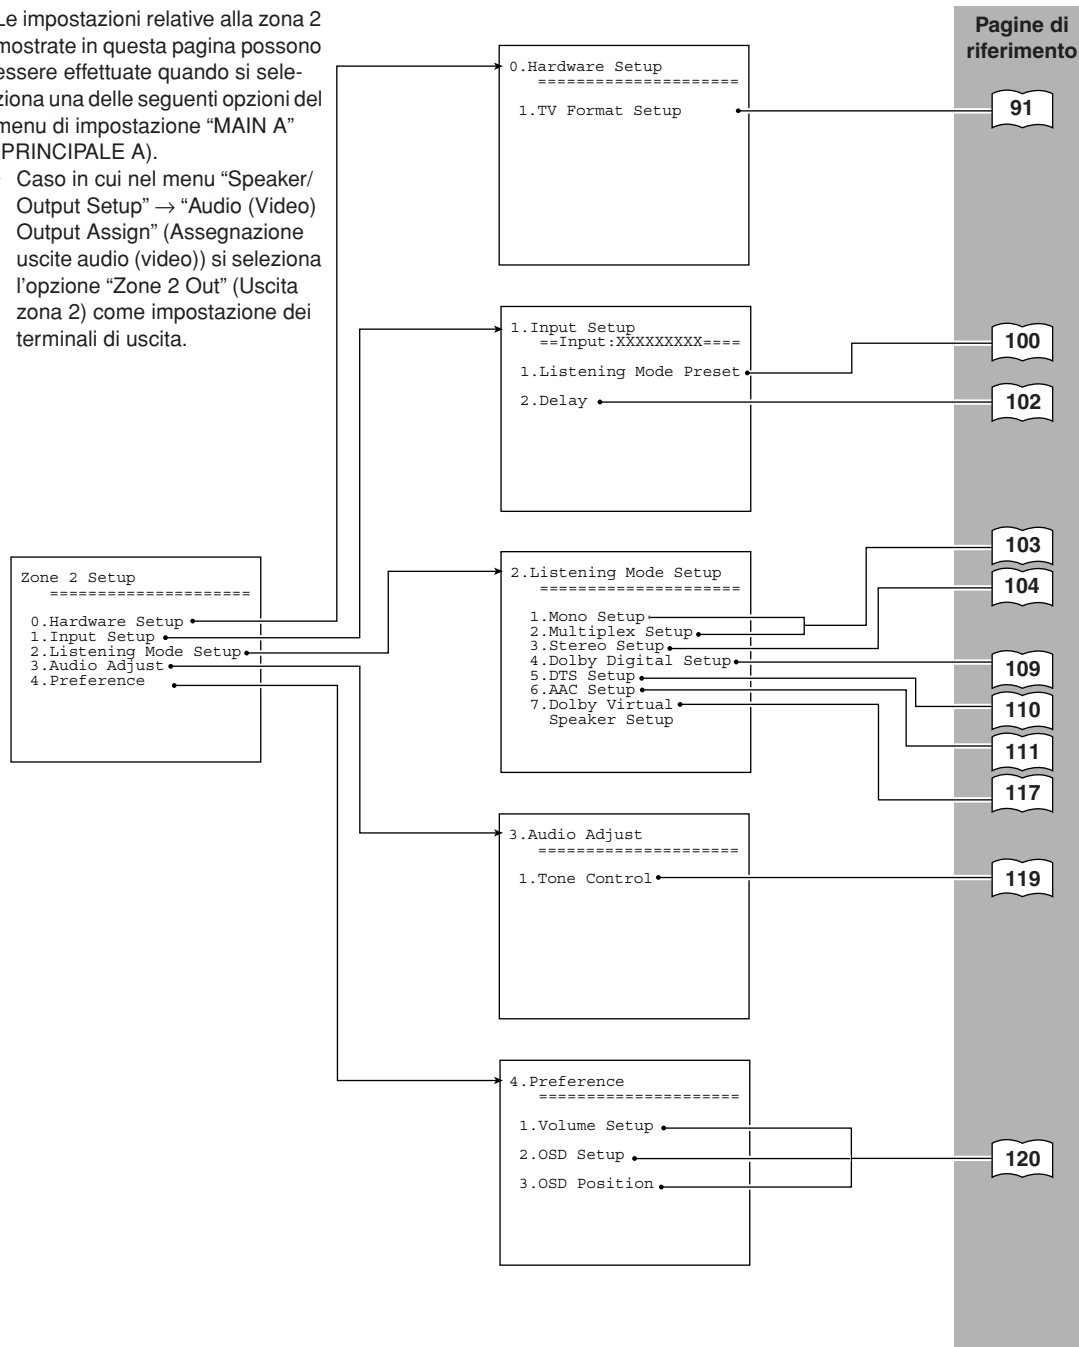 Le impostazioni relative alla zona 2
mostrate in questa pagina possono
essere effettuate quando si sele-
ziona una delle seguenti opzioni del
menu di impostazione “MAIN A”
PRINCIPALE A).
Caso in cui nel menu “Speaker/
Output Setup” → “Audio (Video)
Output Assign” (Assegnazione
uscite audio (video)) si seleziona
l’opzione “Zone 2 Out” (Uscita
zona 2) come impostazione dei
terminali di uscita.
Zone 2 Setup
=====================
0.Hardware Setup
1.Input Setup
2.Listening Mode Setup
3.Audio Adjust
4.Preference
0.Hardware Setup
=====================
1.TV Format Setup
1.Input Setup
==Input:XXXXXXXXX====
1.Listening Mode Preset
2.Delay
2.Listening Mode Setup
=====================
1.Mono Setup
2.Multiplex Setup
3.Stereo Setup
4.Dolby Digital Setup
5.DTS Setup
6.AAC Setup
7.Dolby Virtual
Speaker Setup
3.Audio Adjust
=====================
1.Tone Control
4.Preference
=====================
1.Volume Setup
2.OSD Setup
3.OSD Position
Pagine di
riferimento
91
100
102
103
104
109
110
111
117
119
120